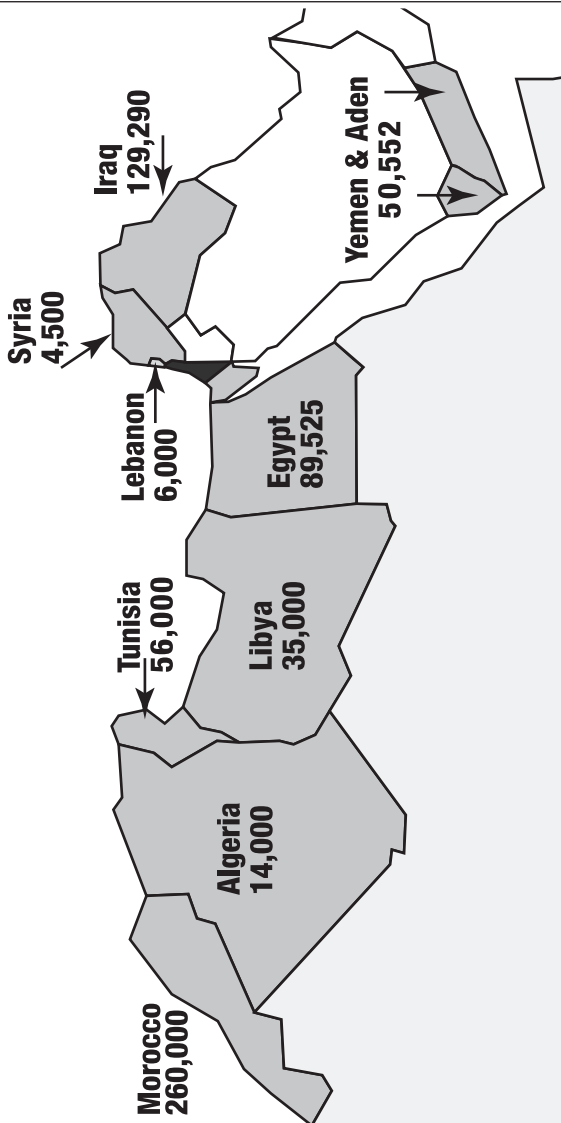 Morocco
260,000
Algeria
14,000
Tunisia
56,000
Libya
35,000
Egypt
89,525
Lebanon
6,000
Syria
4,500
Iraq
129,290
Yemen & Aden
50,552